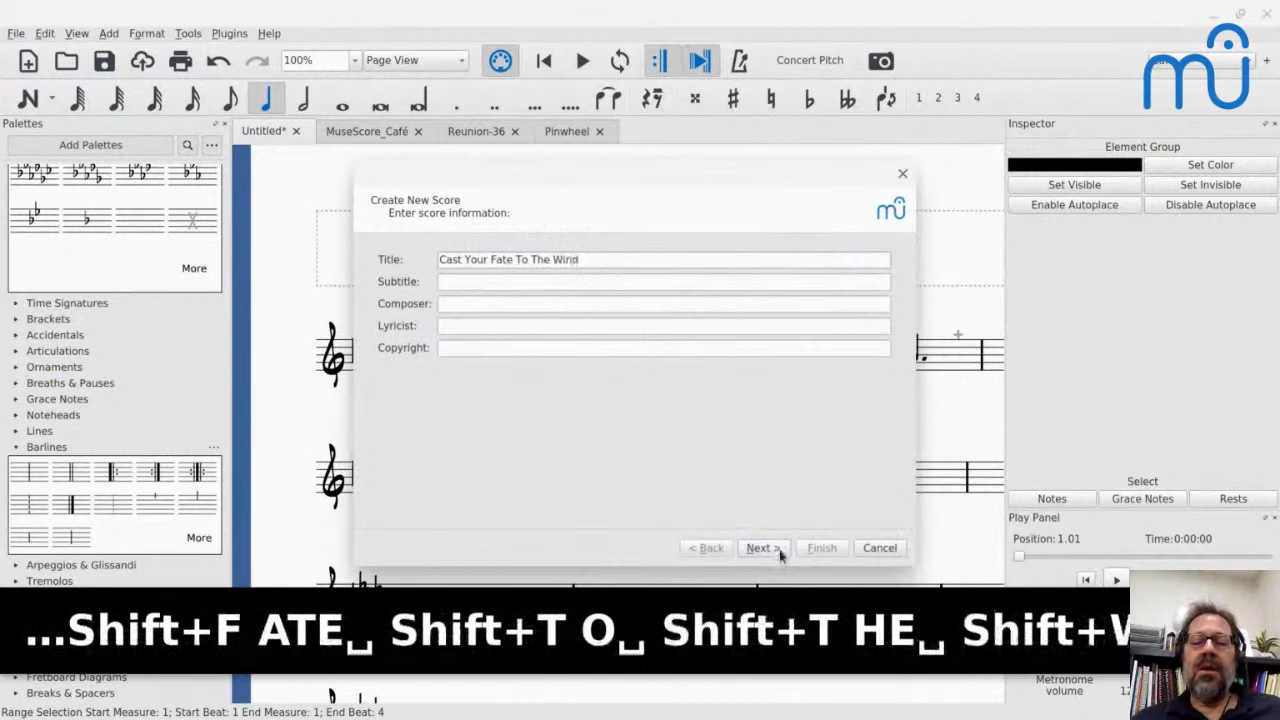 File Edit View Add Format Tools Plugins Help
100% Page View Concert Pitch
1 2 3 4
Palettes
Untitled* MuseScore_Café Reunion-36 Pinwheel
Inspector
Add Palettes
Element Group
Set Color
Set Visible Set Invisible
Enable Autoplace Disable Autoplace
Create New Score
Enter score information:
Title: Cast Your Fate To The Wind
Subtitle:
Composer:
Lyricist:
Copyright:
< Back Next > Finish Cancel
More
Time Signatures
Brackets
Accidentals
Articulations
Ornaments
Breaths & Pauses
Grace Notes
Noteheads
Lines
Barlines
More
Arpeggios & Glissandi
Tremolos
Select
Notes Grace Notes Rests
Play Panel
Position: 1.01 Time:0:00:00
...Shift+F ATE␣ Shift+T O␣ Shift+T HE␣ Shift+W
Fretboard Diagrams
Breaks & Spacers
Metronome
volume
Range Selection Start Measure: 1; Start Beat: 1 End Measure: 1; End Beat: 4